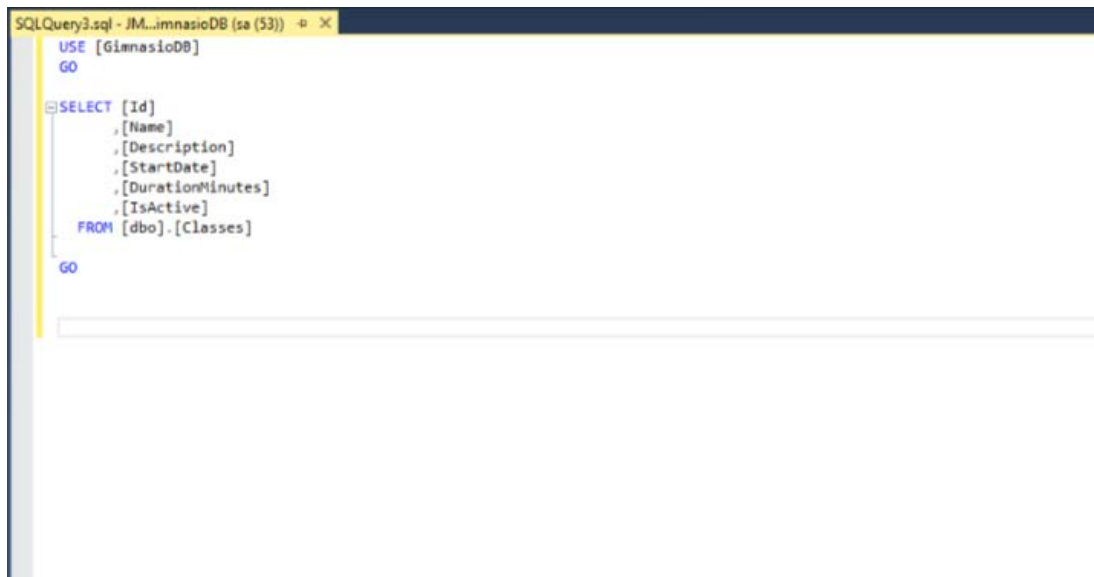 SQLQuery3.sql - JM...imnasioDB (sa (53))
USE [GimnasioDB]
GO
SELECT [Id]
,[Name]
,[Description]
,[StartDate]
,[DurationMinutes]
,[IsActive]
FROM [dbo].[Classes]
GO